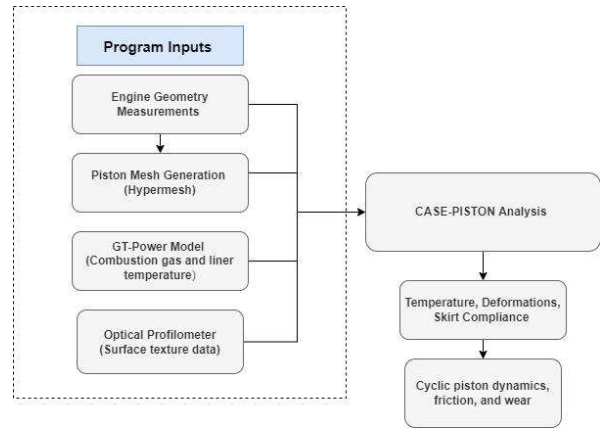 Program Inputs
Engine Geometry
Measurements
Piston Mesh Generation
(Hypermesh)
GT-Power Model
(Combustion gas and liner
temperature)
Optical Profilometer
(Surface texture data)
CASE-PISTON Analysis
Temperature, Deformations,
Skirt Compliance
Cyclic piston dynamics,
friction, and wear